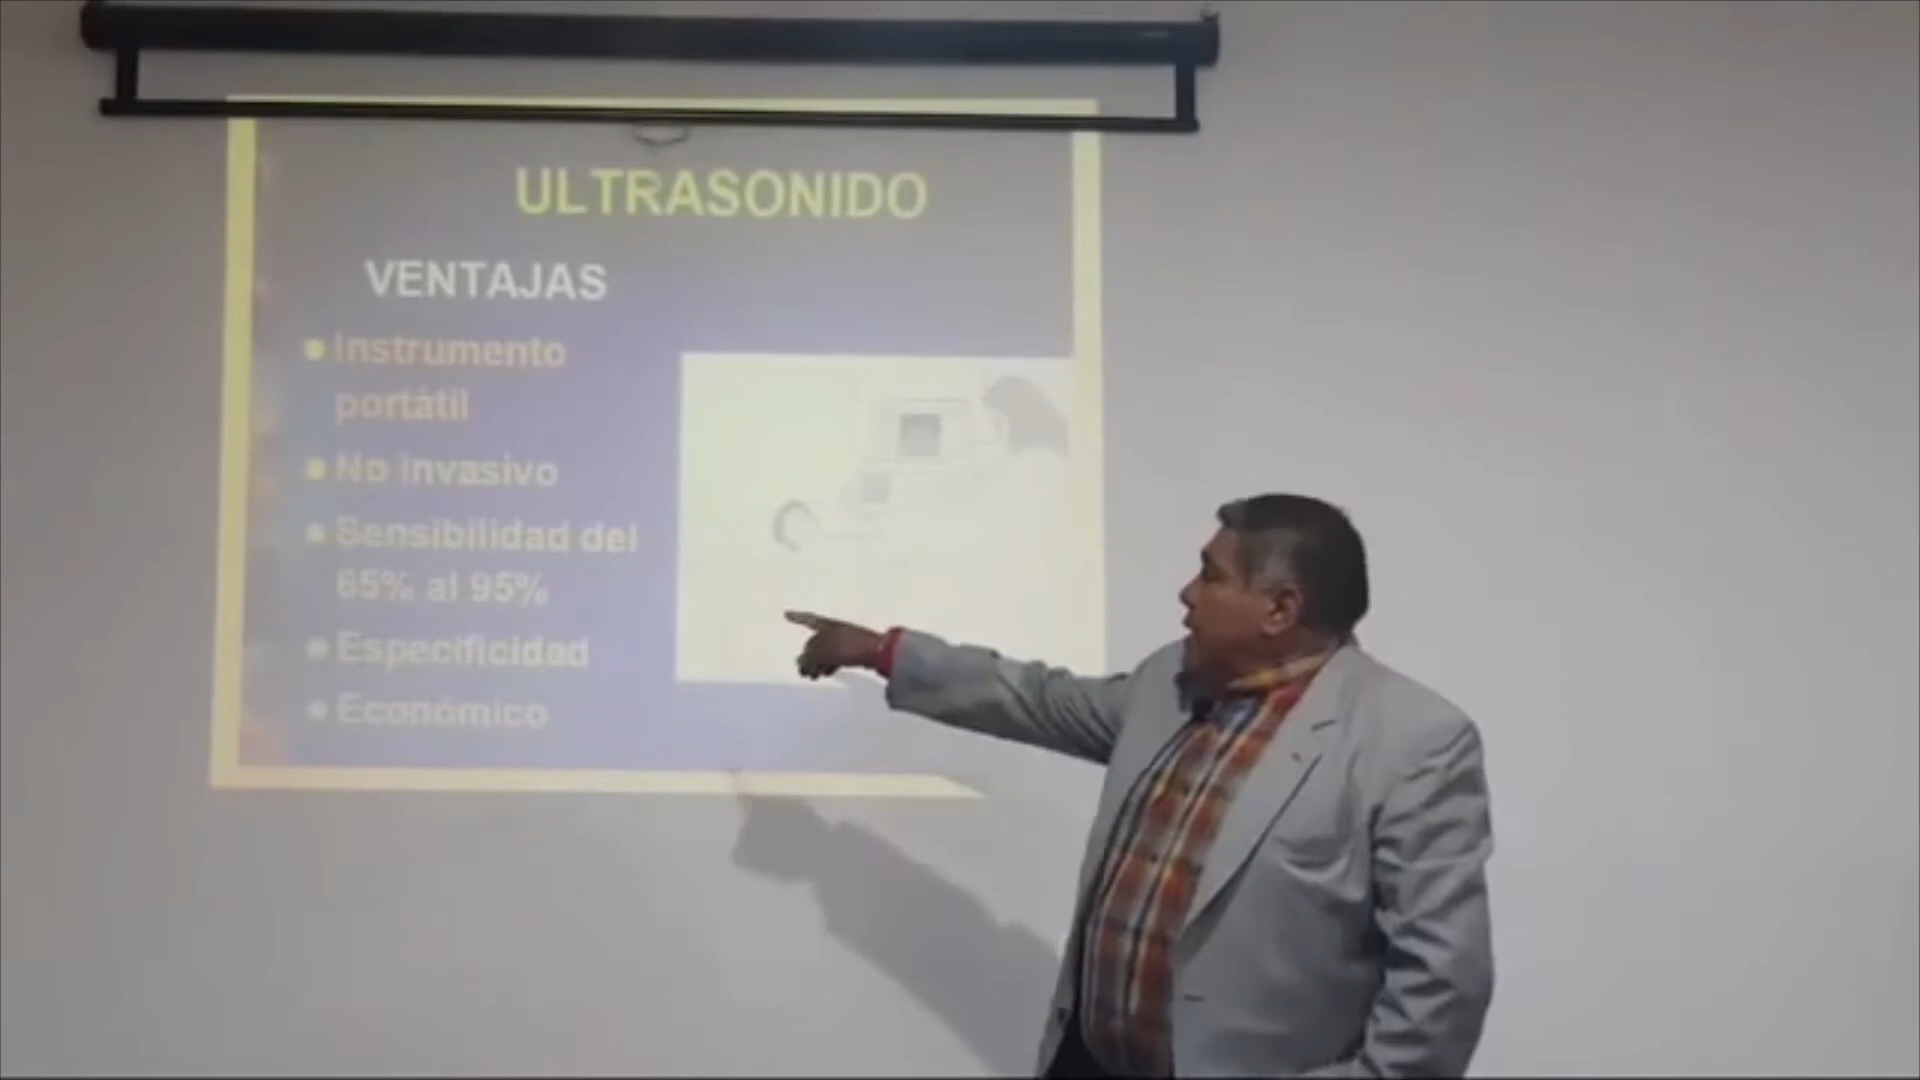 ULTRASONIDO
VENTAJAS
Instrumento
portátil
No invasivo
Sensibilidad del
65% al 95%
Especificidad
Económico